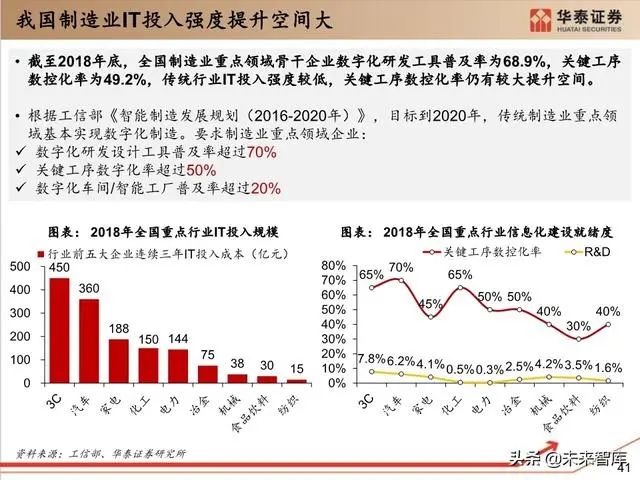 我国制造业IT投入强度提升空间大
华泰证券
HUATAI SECURITIES
• 截至2018年底，全国制造业重点领域骨干企业数字化研发工具普及率为68.9%，关键工序
数控化率为49.2%，传统行业IT投入强度较低，关键工序数控化率仍有较大提升空间。
• 根据工信部《智能制造发展规划（2016-2020年）》，目标到2020年，传统制造业重点领
域基本实现数字化制造。要求制造业重点领域企业：
✓ 数字化研发设计工具普及率超过70%
✓ 关键工序数字化率超过50%
✓ 数字化车间/智能工厂普及率超过20%
图表： 2018年全国重点行业IT投入规模
行业前五大企业连续三年IT投入成本（亿元）
500
400
300
200
100
0
450
360
188
150
144
75
38
30
15
3C
汽车
家电
化工
电力
冶金
机械
食品饮料
纺织
图表： 2018年全国重点行业信息化建设就绪度
关键工序数控化率
R&D
80%
70%
60%
50%
40%
30%
20%
10%
0%
65%
70%
45%
65%
50%
50%
40%
30%
40%
7.8%
6.2%
4.1%
0.5%
0.3%
2.5%
4.2%
3.5%
1.6%
3C
汽车
家电
化工
电力
冶金
机械
食品饮料
纺织
资料来源：工信部、华泰证券研究所
头条@未来智库
41